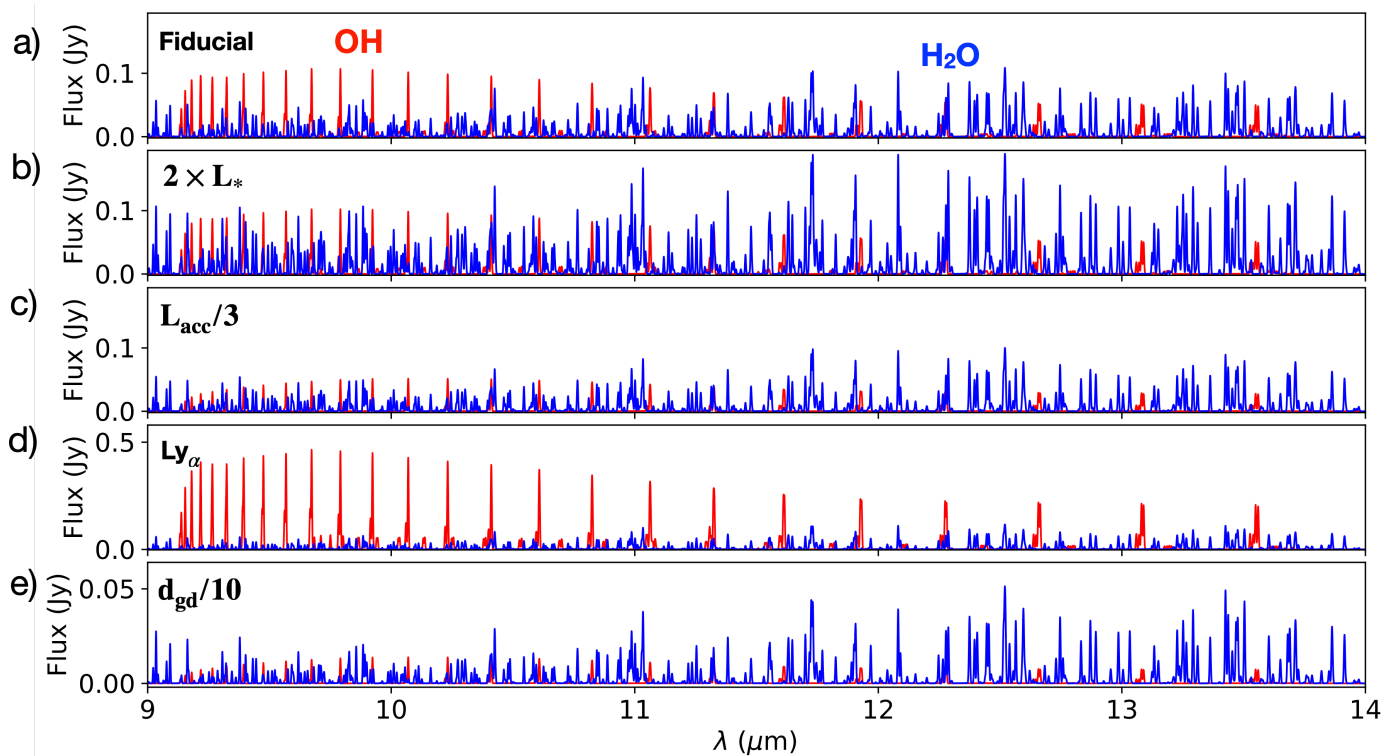 a)
Fiducial
OH
H₂O
Flux (Jy)
0.1
0.0
b)
2 × L*
Flux (Jy)
0.1
0.0
c)
Lacc/3
Flux (Jy)
0.1
0.0
d)
Lyα
Flux (Jy)
0.5
0.0
e)
dgd/10
Flux (Jy)
0.05
0.00
9 10 11 12 13 14
λ (μm)